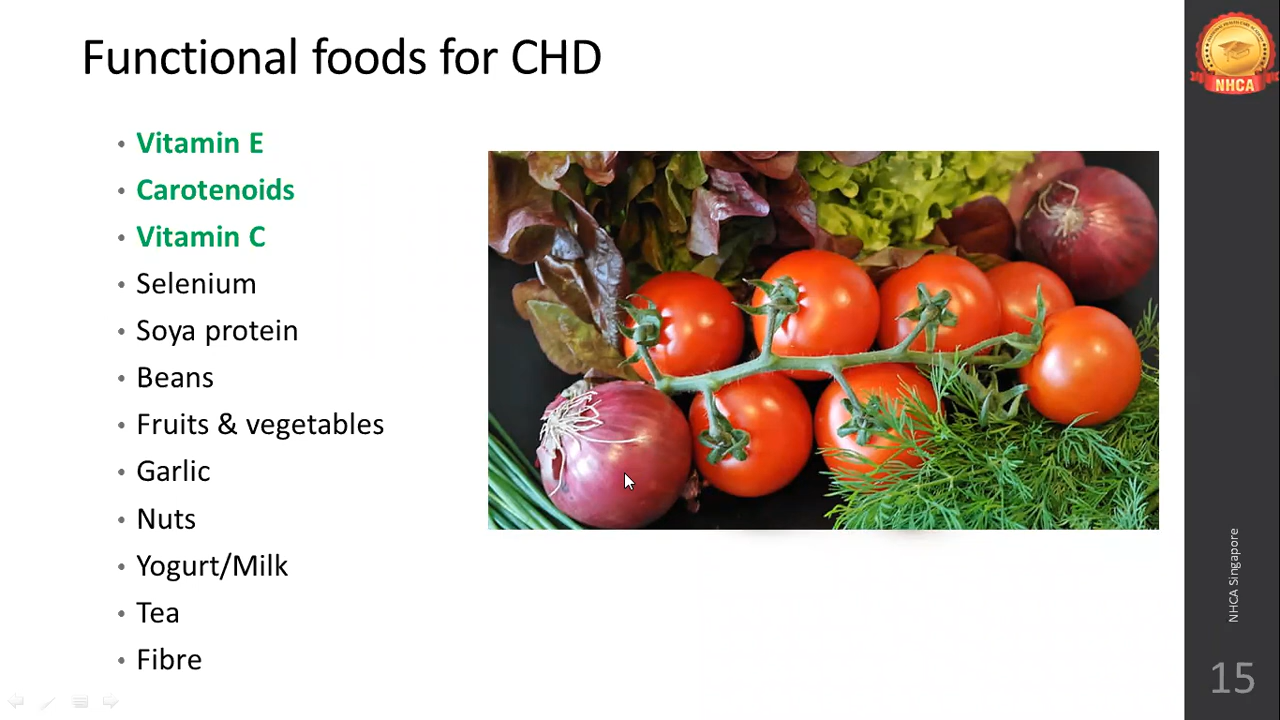 Functional foods for CHD
Vitamin E
Carotenoids
Vitamin C
Selenium
Soya protein
Beans
Fruits & vegetables
Garlic
Nuts
Yogurt/Milk
Tea
Fibre
NHCA
NHCA Singapore
15